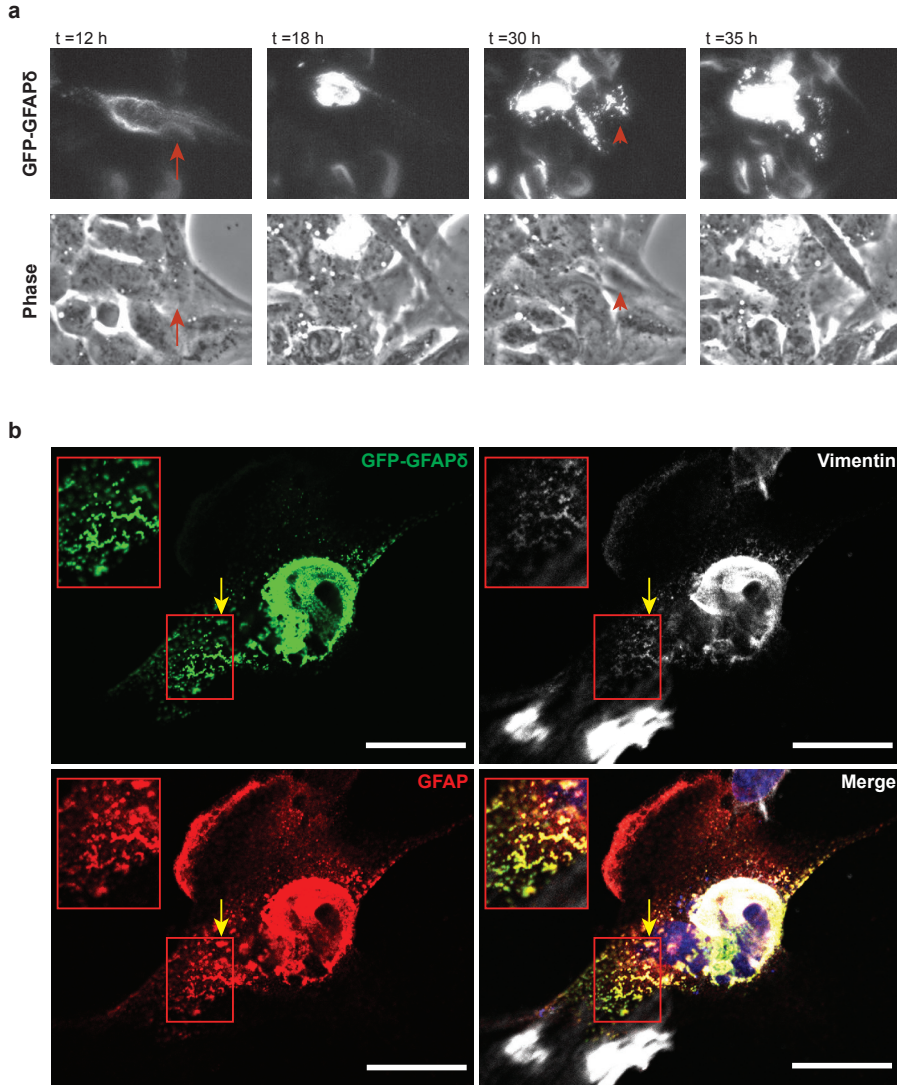 a
t =12 h
t =18 h
t =30 h
t =35 h
GFP-GFAPδ
Phase
b
GFP-GFAPδ
Vimentin
GFAP
Merge